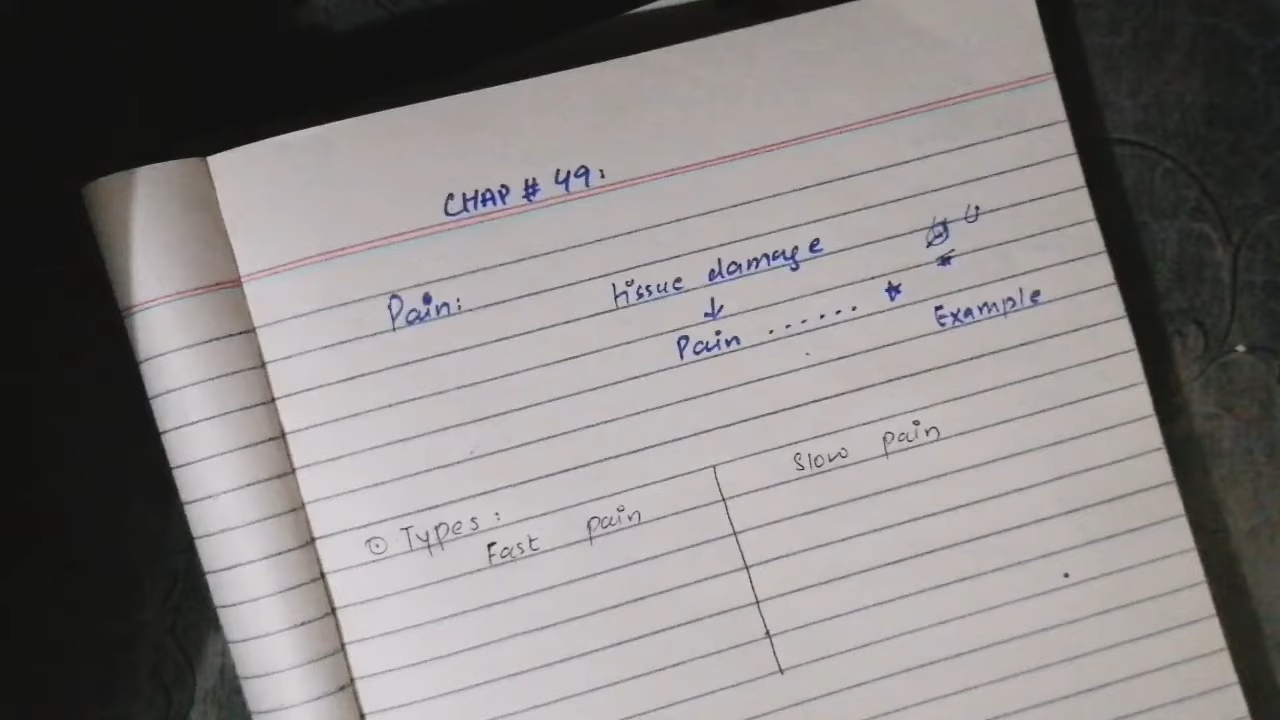 CHAP # 49:
Pain: tissue damage
↓
Pain ...... ★ Example
Slow pain
⊙ Types:
Fast pain